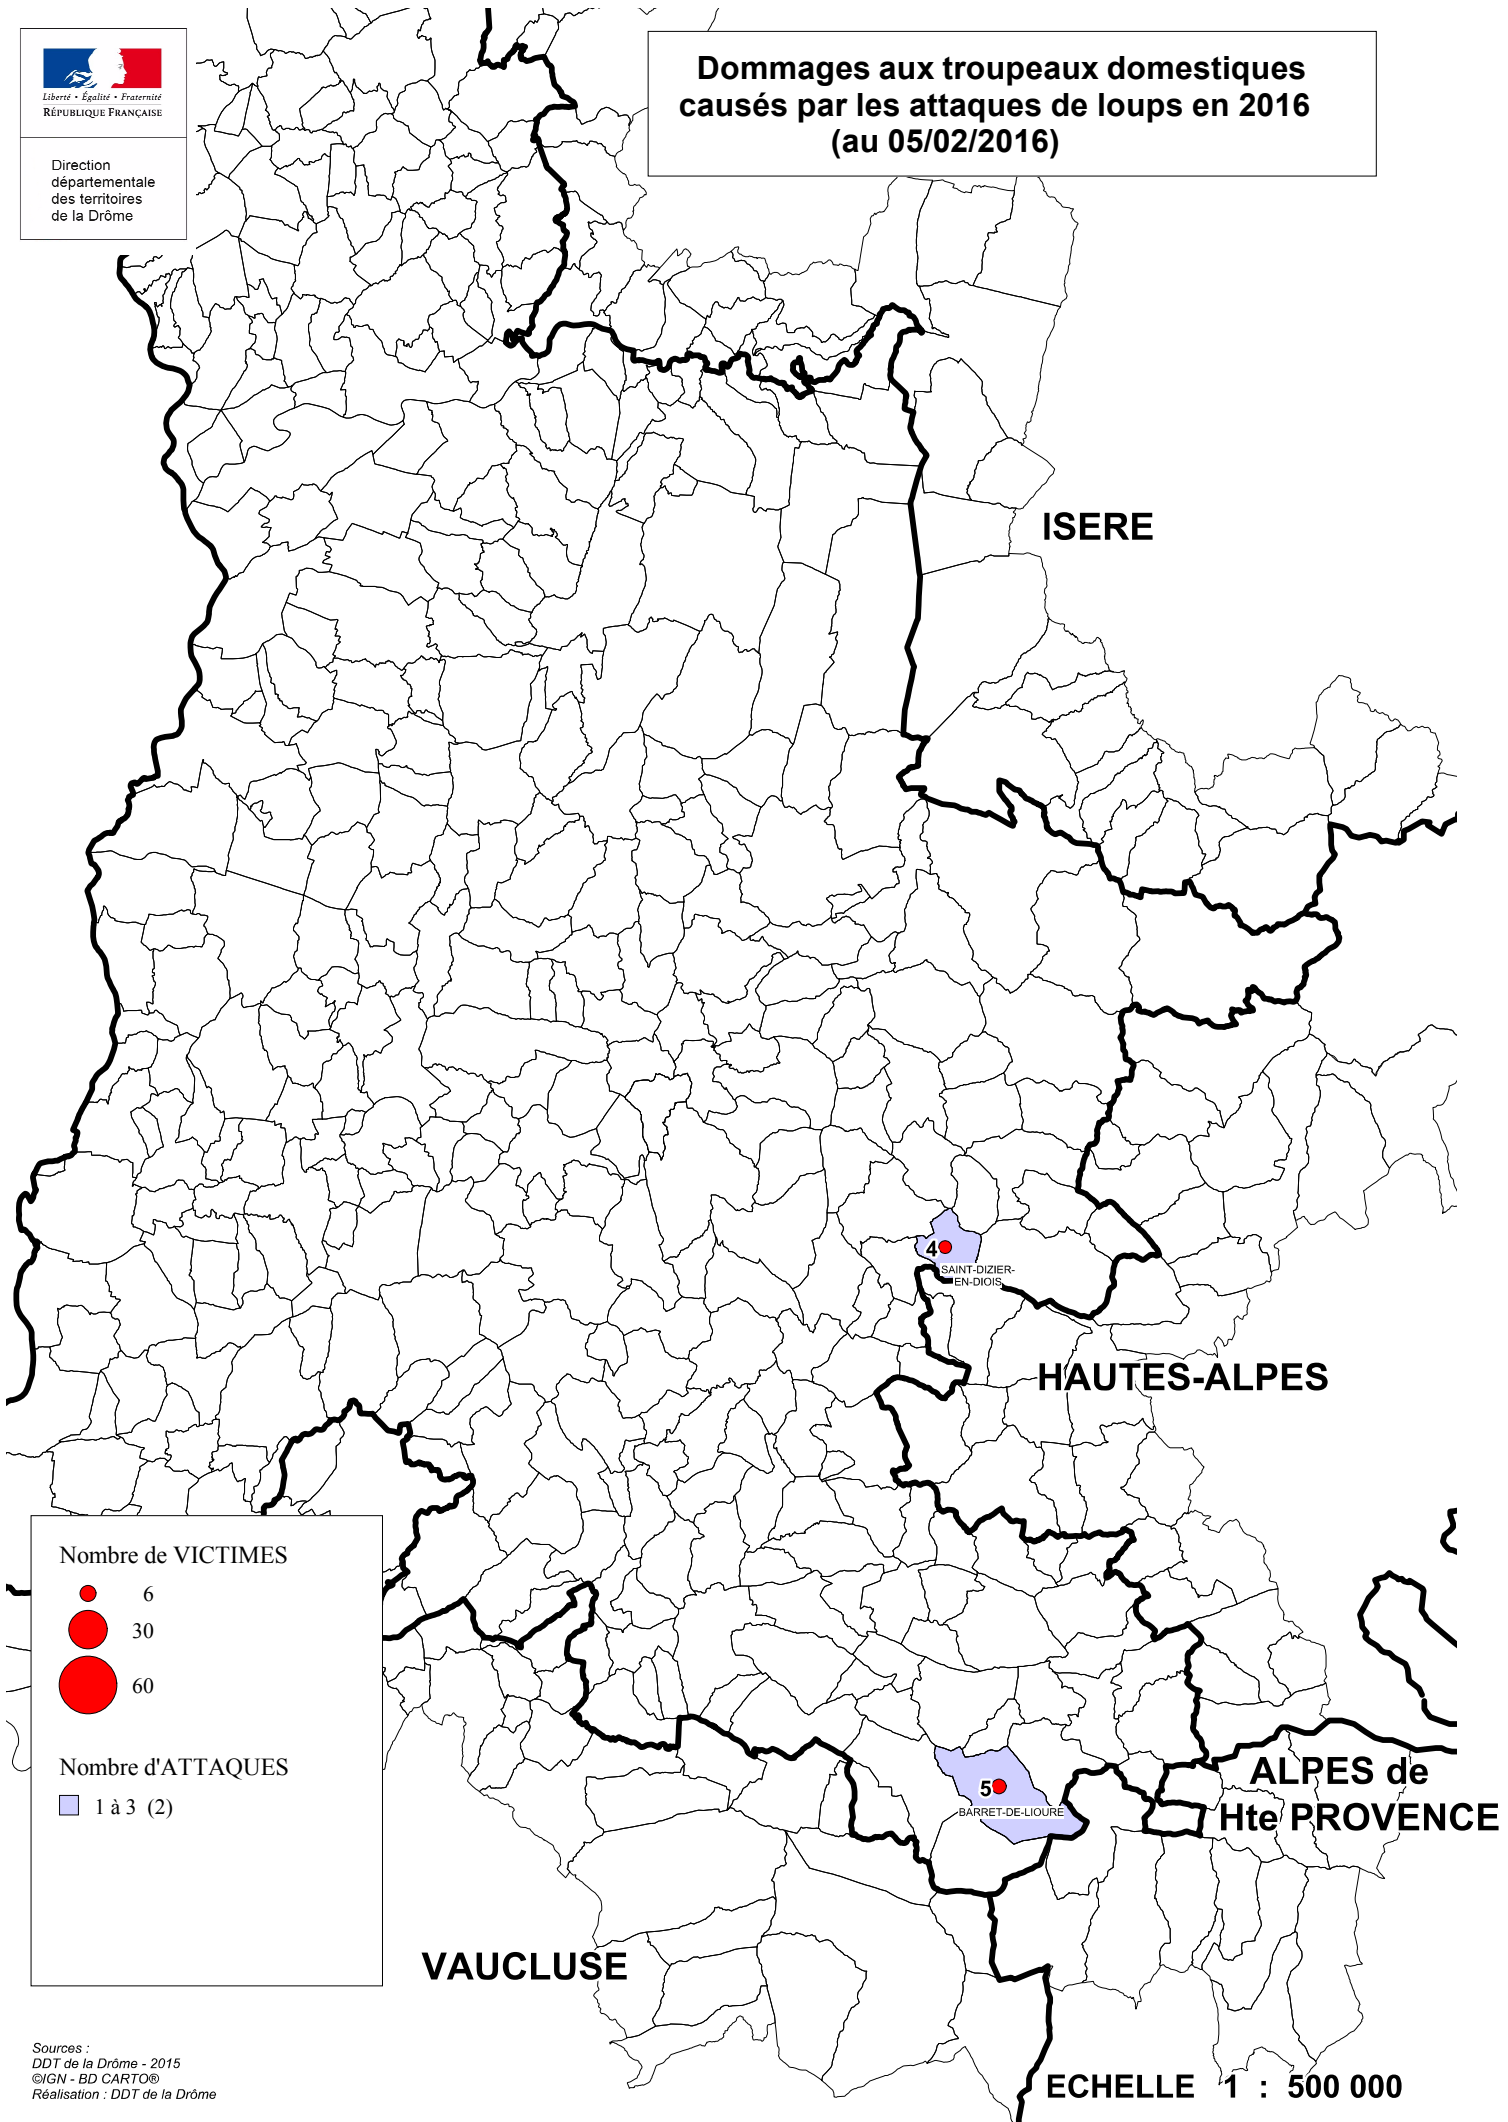 Liberté • Égalité • Fraternité
RÉPUBLIQUE FRANÇAISE
Direction
départementale
des territoires
de la Drôme
Dommages aux troupeaux domestiques
causés par les attaques de loups en 2016
(au 05/02/2016)
ISERE
4
SAINT-DIZIER-
EN-DIOIS
HAUTES-ALPES
Nombre de VICTIMES
6
30
60
Nombre d'ATTAQUES
1 à 3 (2)
5
BARRET-DE-LIOURE
ALPES de
Hte PROVENCE
VAUCLUSE
Sources :
DDT de la Drôme - 2015
©IGN - BD CARTO®
Réalisation : DDT de la Drôme
ECHELLE 1 : 500 000